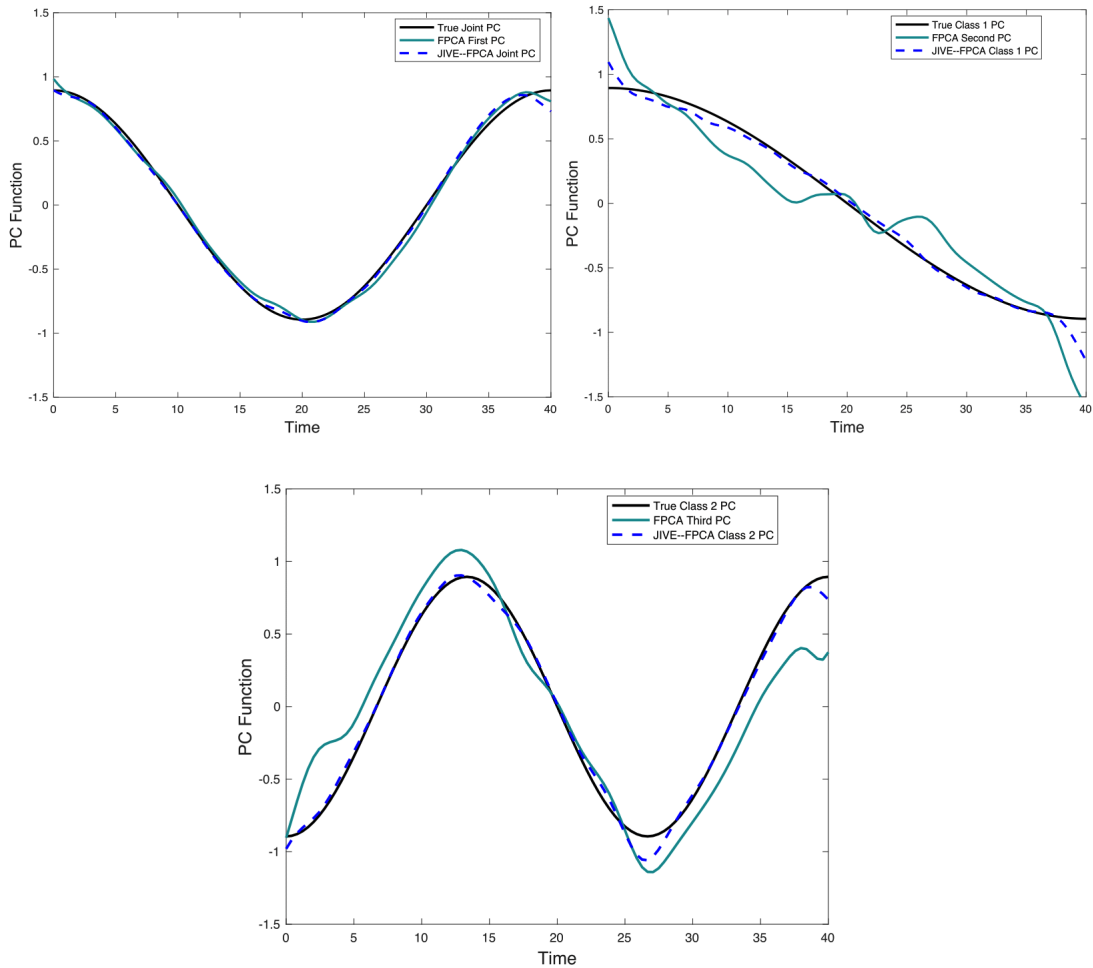 True Joint PC
FPCA First PC
JIVE--FPCA Joint PC
PC Function
1.5
1
0.5
0
-0.5
-1
-1.5
0 5 10 15 20 25 30 35 40
Time
True Class 1 PC
FPCA Second PC
JIVE--FPCA Class 1 PC
PC Function
1.5
1
0.5
0
-0.5
-1
-1.5
0 5 10 15 20 25 30 35 40
Time
True Class 2 PC
FPCA Third PC
JIVE--FPCA Class 2 PC
PC Function
1.5
1
0.5
0
-0.5
-1
-1.5
0 5 10 15 20 25 30 35 40
Time